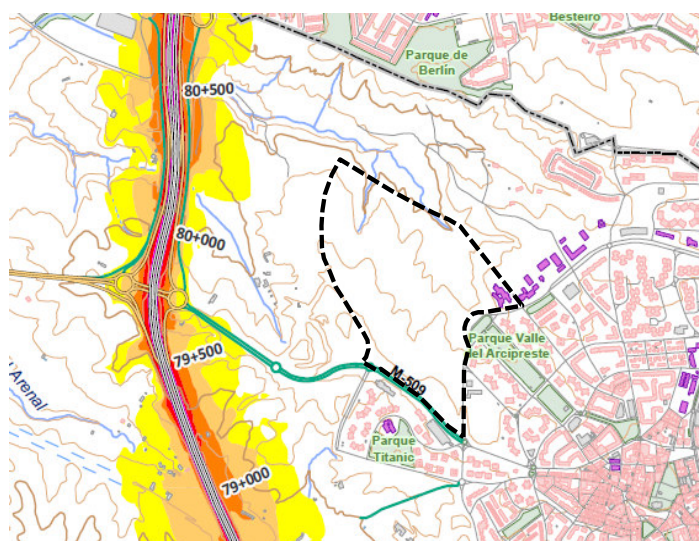 Besteiro
Parque de
Berlín
80+500
80+000
79+500
Parque Valle
el Arcipreste
M-509
Arenal
Parque
Titanic
79+000